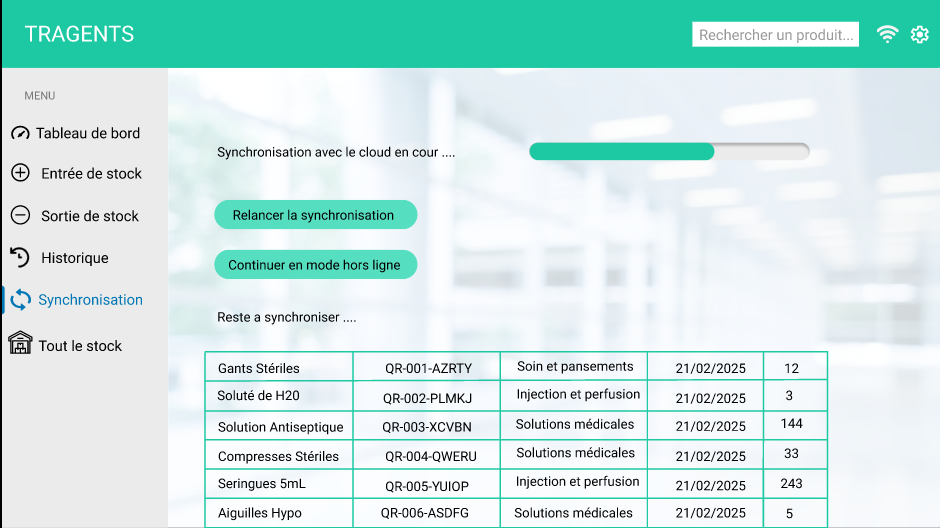 TRAGENTS
Rechercher un produit...
MENU
Tableau de bord
Entrée de stock
Sortie de stock
Historique
Synchronisation
Tout le stock
Synchronisation avec le cloud en cour ....
Relancer la synchronisation
Continuer en mode hors ligne
Reste a synchroniser ....
Gants Stériles QR-001-AZRTY Soin et pansements 21/02/2025 12
Soluté de H20 QR-002-PLMKJ Injection et perfusion 21/02/2025 3
Solution Antiseptique QR-003-XCVBN Solutions médicales 21/02/2025 144
Compresses Stériles QR-004-QWERU Solutions médicales 21/02/2025 33
Seringues 5mL QR-005-YUIOP Injection et perfusion 21/02/2025 243
Aiguilles Hypo QR-006-ASDFG Solutions médicales 21/02/2025 5